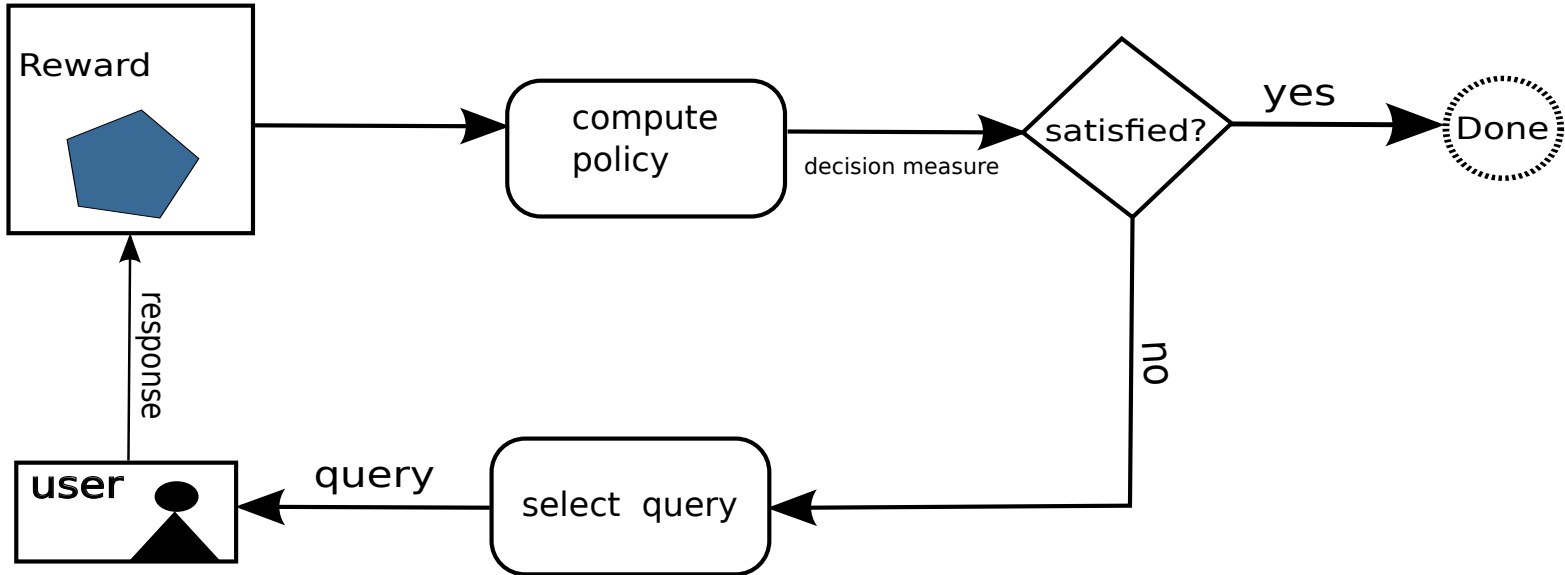 Reward
compute
policy
decision measure
satisfied?
yes
Done
response
no
user
query
select query